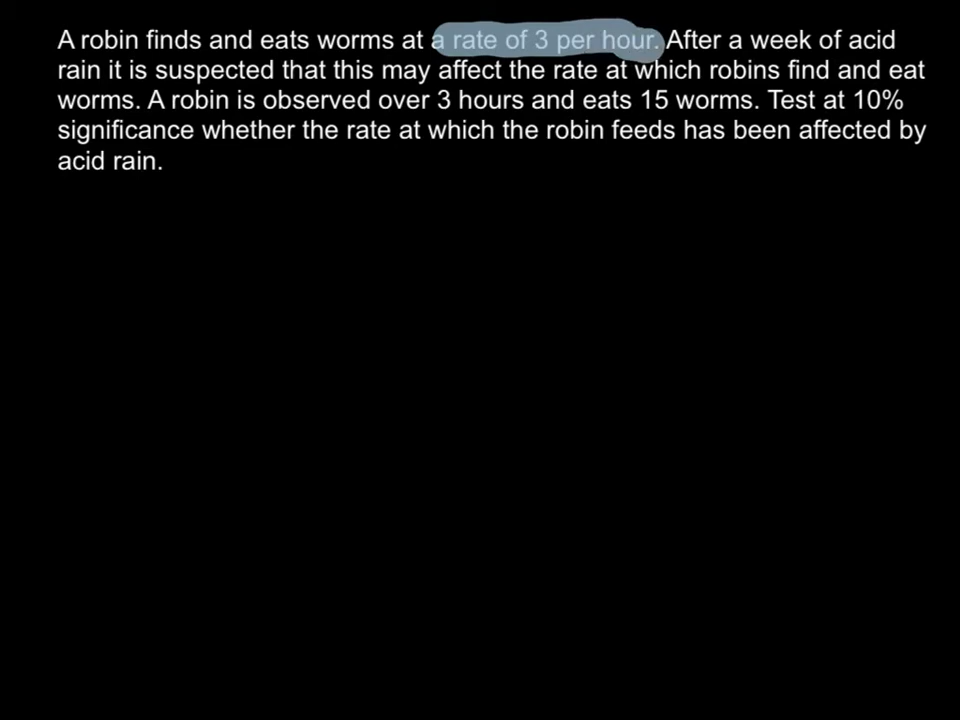 A robin finds and eats worms at a rate of 3 per hour. After a week of acid
rain it is suspected that this may affect the rate at which robins find and eat
worms. A robin is observed over 3 hours and eats 15 worms. Test at 10%
significance whether the rate at which the robin feeds has been affected by
acid rain.